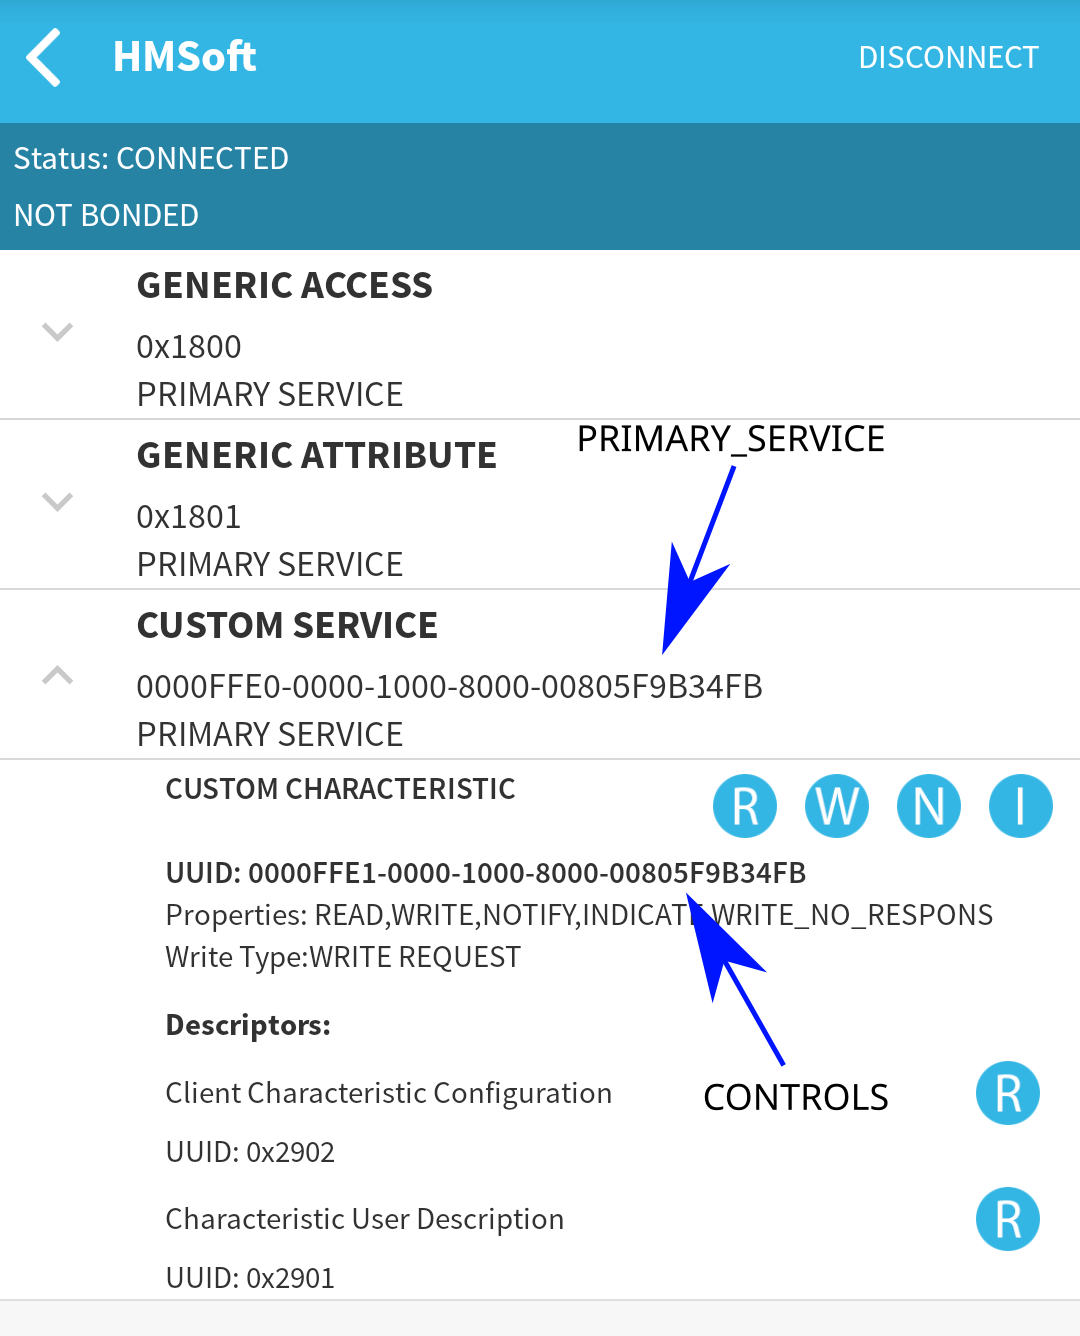 HMSoft
DISCONNECT
Status: CONNECTED
NOT BONDED
GENERIC ACCESS
0x1800
PRIMARY SERVICE
PRIMARY_SERVICE
GENERIC ATTRIBUTE
0x1801
PRIMARY SERVICE
CUSTOM SERVICE
0000FFE0-0000-1000-8000-00805F9B34FB
PRIMARY SERVICE
CUSTOM CHARACTERISTIC
R W N I
UUID: 0000FFE1-0000-1000-8000-00805F9B34FB
Properties: READ,WRITE,NOTIFY,INDICATE,WRITE_NO_RESPONS
Write Type:WRITE REQUEST
Descriptors:
Client Characteristic Configuration
CONTROLS
R
UUID: 0x2902
Characteristic User Description
R
UUID: 0x2901